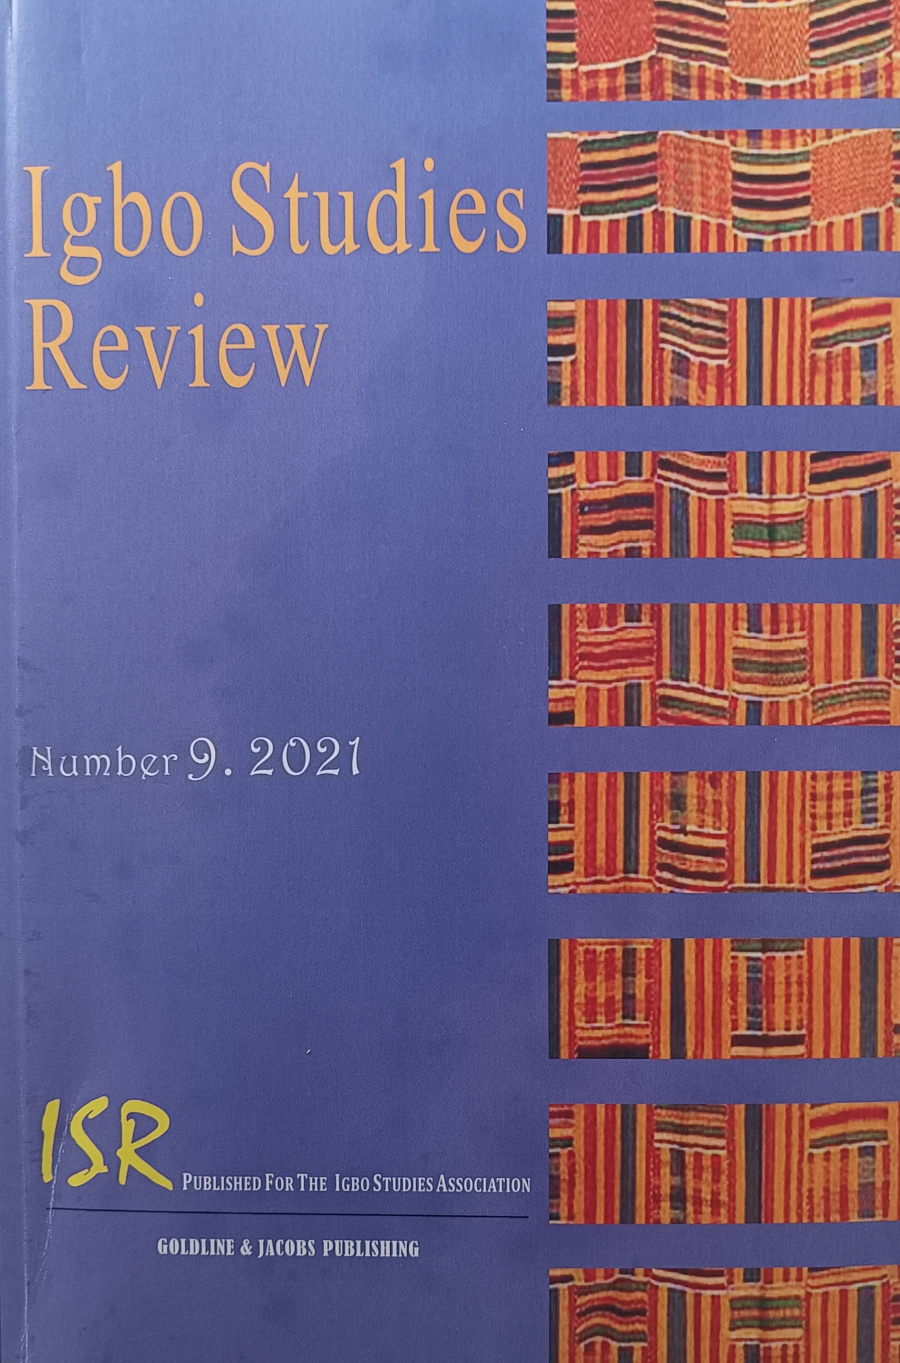 Igbo Studies
Review
Number 9. 2021
ISR PUBLISHED FOR THE IGBO STUDIES ASSOCIATION
GOLDLINE & JACOBS PUBLISHING